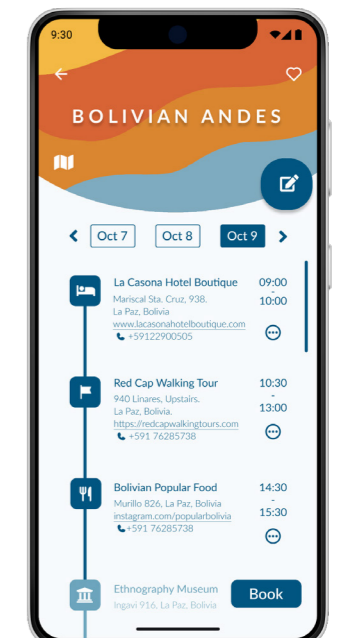 9:30
BOLIVIAN ANDES
Oct 7 Oct 8 Oct 9
La Casona Hotel Boutique 09:00
-
10:00
Mariscal Sta. Cruz, 938.
La Paz, Bolivia
www.lacasonahotelboutique.com
+59122900505
Red Cap Walking Tour 10:30
-
13:00
940 Linares, Upstairs.
La Paz, Bolivia.
https://redcapwalkingtours.com
+591 76285738
Bolivian Popular Food 14:30
-
15:30
Murillo 826, La Paz, Bolivia
instagram.com/popularbolivia
+591 76285738
Ethnography Museum
Ingavi 916, La Paz, Bolivia
Book